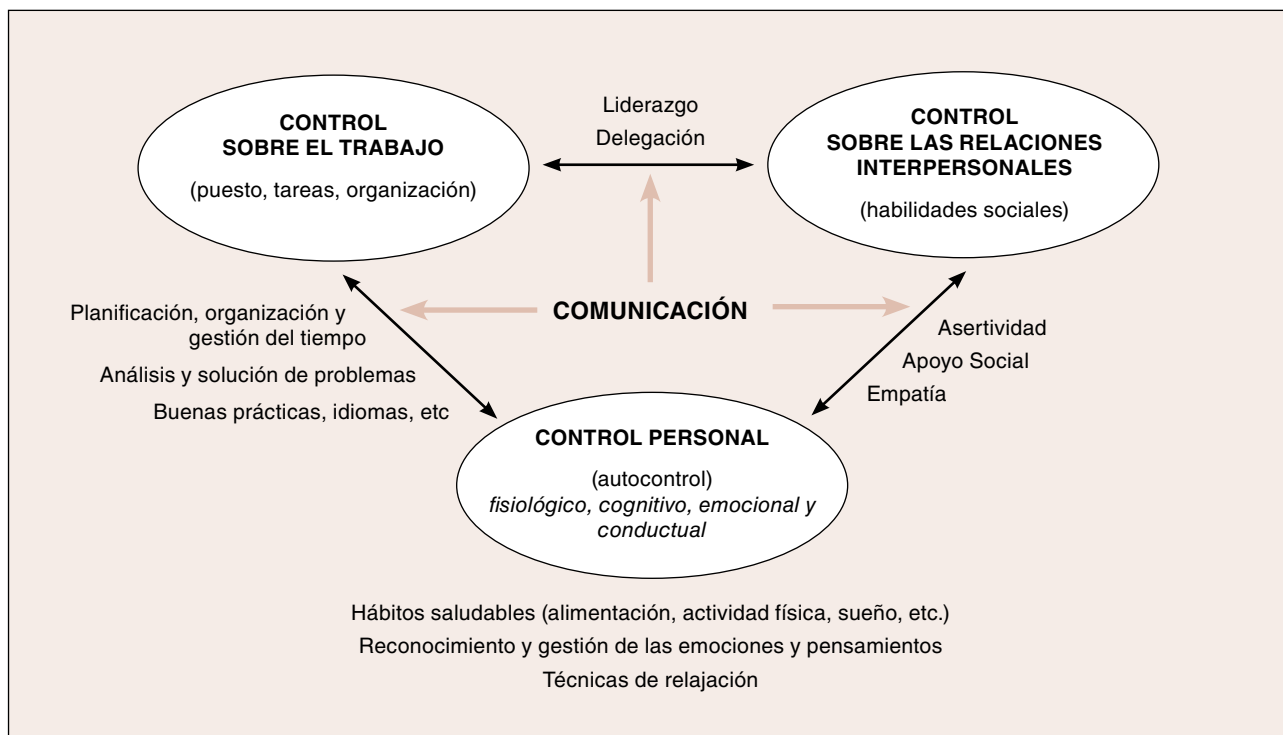 CONTROL
SOBRE EL TRABAJO
(puesto, tareas, organización)
Liderazgo
Delegación
CONTROL
SOBRE LAS RELACIONES
INTERPERSONALES
(habilidades sociales)
COMUNICACIÓN
Planificación, organización y
gestión del tiempo
Análisis y solución de problemas
Buenas prácticas, idiomas, etc
Asertividad
Apoyo Social
Empatía
CONTROL PERSONAL
(autocontrol)
fisiológico, cognitivo, emocional y
conductual
Hábitos saludables (alimentación, actividad física, sueño, etc.)
Reconocimiento y gestión de las emociones y pensamientos
Técnicas de relajación